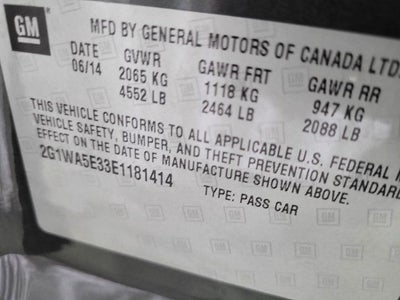 GM
MFD BY GENERAL MOTORS OF CANADA LTD
DATE GVWR GAWR FRT GAWR RR
06/14 2065 KG 1118 KG 947 KG
4552 LB 2464 LB 2088 LB
THIS VEHICLE CONFORMS TO ALL APPLICABLE U.S. FEDERAL M
VEHICLE SAFETY, BUMPER, AND THEFT PREVENTION STANDARD
EFFECT ON THE DATE OF MANUFACTURE SHOWN ABOVE.
2G1WA5E33E1181414
TYPE: PASS CAR